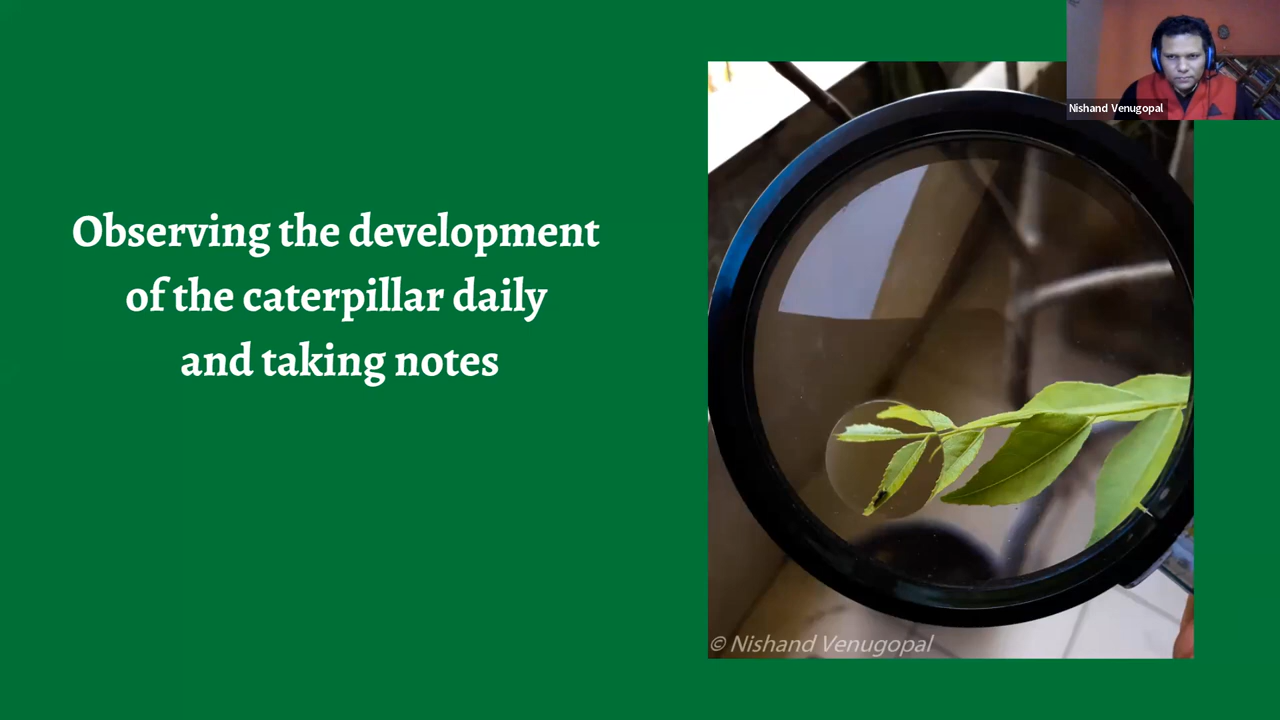 Observing the development
of the caterpillar daily
and taking notes
Nishand Venugopal
© Nishand Venugopal